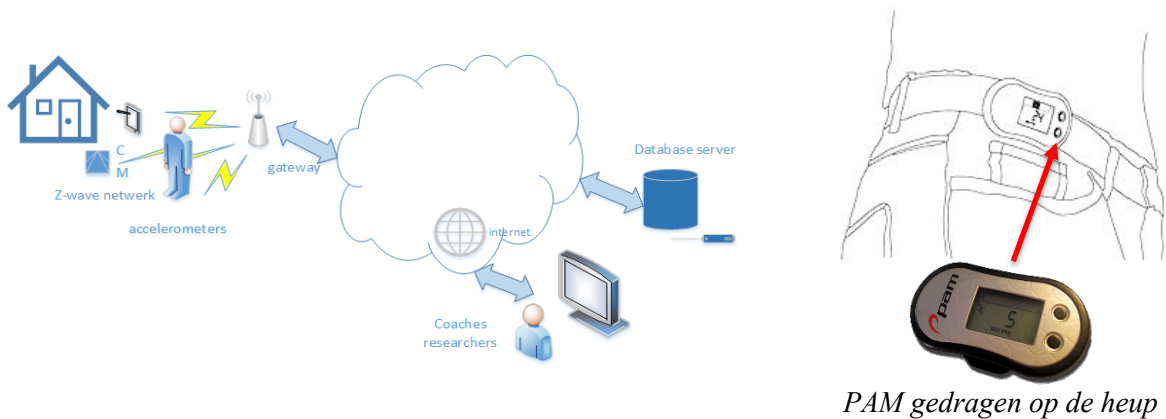 C
M
Z-wave netwerk
accelerometers
gateway
internet
Database server
Coaches
researchers
pam
5
PAM gedragen op de heup